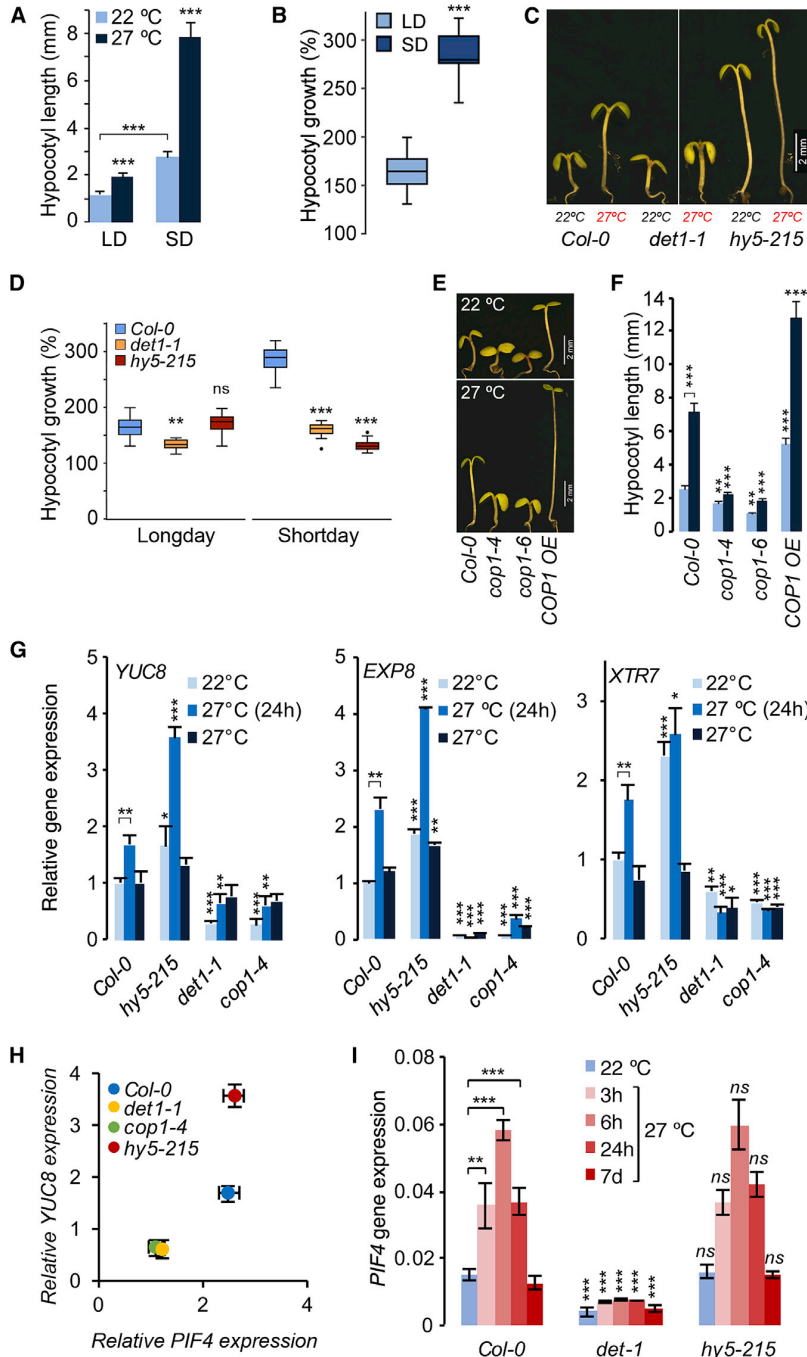 A
22 ºC
27 ºC
Hypocotyl length (mm)
8
6
4
2
0
***
***
***
LD
SD
B
LD
SD
***
Hypocotyl growth (%)
300
250
200
150
100
C
2 mm
22ºC
27ºC
22ºC
27ºC
22ºC
27ºC
Col-0
det1-1
hy5-215
D
Col-0
det1-1
hy5-215
Hypocotyl growth (%)
300
200
150
100
0
**
ns
***
***
Longday
Shortday
E
22 ºC
2 mm
27 ºC
2 mm
Col-0
cop1-4
cop1-6
COP1 OE
F
Hypocotyl length (mm)
14
12
10
8
6
4
2
0
***
**
***
**
***
***
***
Col-0
cop1-4
cop1-6
COP1 OE
G
Relative gene expression
YUC8
22°C
27°C (24h)
27°C
5
4
3
2
1
0
**
*
***
***
**
***
**
Col-0
hy5-215
det1-1
cop1-4
EXP8
22°C
27 ºC (24h)
27°C
5
4
3
2
1
0
**
***
***
**
***
***
***
***
***
***
Col-0
hy5-215
det1-1
cop1-4
XTR7
22°C
27 ºC (24h)
27°C
3
2
1
0
**
***
*
**
***
*
***
***
***
Col-0
hy5-215
det1-1
cop1-4
H
Relative YUC8 expression
4
3
2
1
0
Col-0
det1-1
cop1-4
hy5-215
0
2
4
Relative PIF4 expression
I
PIF4 gene expression
0.08
0.06
0.04
0.02
0
22 ºC
3h
6h
24h
7d
27 ºC
**
***
***
***
***
***
***
***
ns
ns
ns
ns
ns
Col-0
det-1
hy5-215